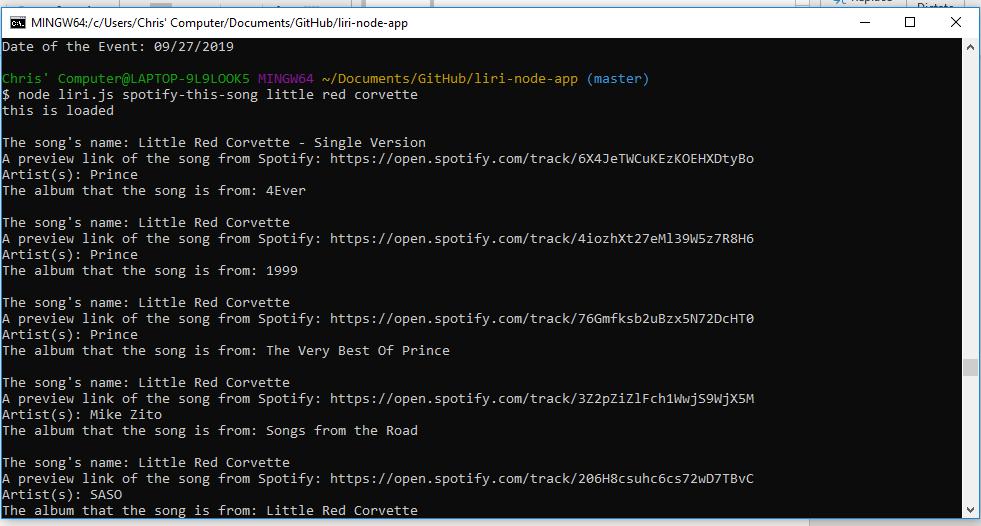 MINGW64:/c/Users/Chris' Computer/Documents/GitHub/liri-node-app
Date of the Event: 09/27/2019
Chris' Computer@LAPTOP-9L9LOOK5 MINGW64 ~/Documents/GitHub/liri-node-app (master)
$ node liri.js spotify-this-song little red corvette
this is loaded
The song's name: Little Red Corvette - Single Version
A preview link of the song from Spotify: https://open.spotify.com/track/6X4JeTWCuKEzKOEHXDtyBo
Artist(s): Prince
The album that the song is from: 4Ever
The song's name: Little Red Corvette
A preview link of the song from Spotify: https://open.spotify.com/track/4iozhXt27eMl39W5z7R8H6
Artist(s): Prince
The album that the song is from: 1999
The song's name: Little Red Corvette
A preview link of the song from Spotify: https://open.spotify.com/track/76Gmfksb2uBzx5N72DcHT0
Artist(s): Prince
The album that the song is from: The Very Best Of Prince
The song's name: Little Red Corvette
A preview link of the song from Spotify: https://open.spotify.com/track/3Z2pZiZlFch1WwjS9WjX5M
Artist(s): Mike Zito
The album that the song is from: Songs from the Road
The song's name: Little Red Corvette
A preview link of the song from Spotify: https://open.spotify.com/track/206H8csuhc6cs72wD7TBvC
Artist(s): SASO
The album that the song is from: Little Red Corvette